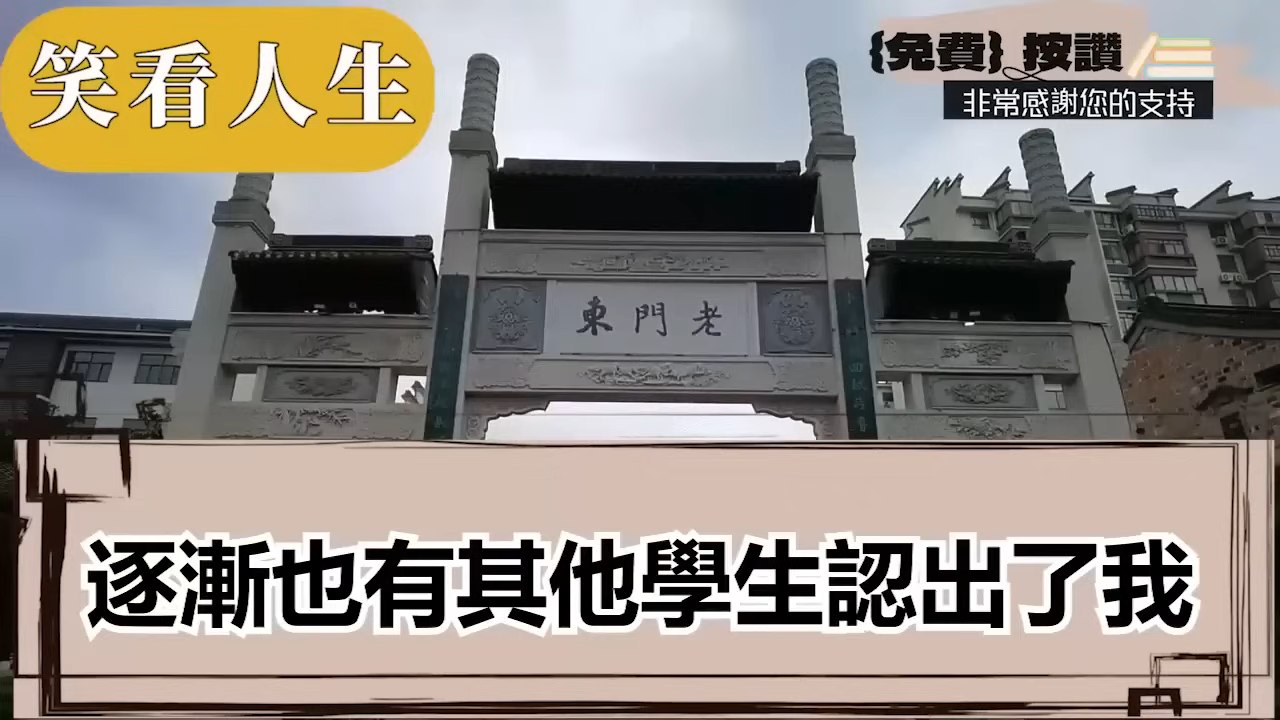 笑看人生
{免費} 按讚
非常感謝您的支持
老門東
逐漸也有其他學生認出了我